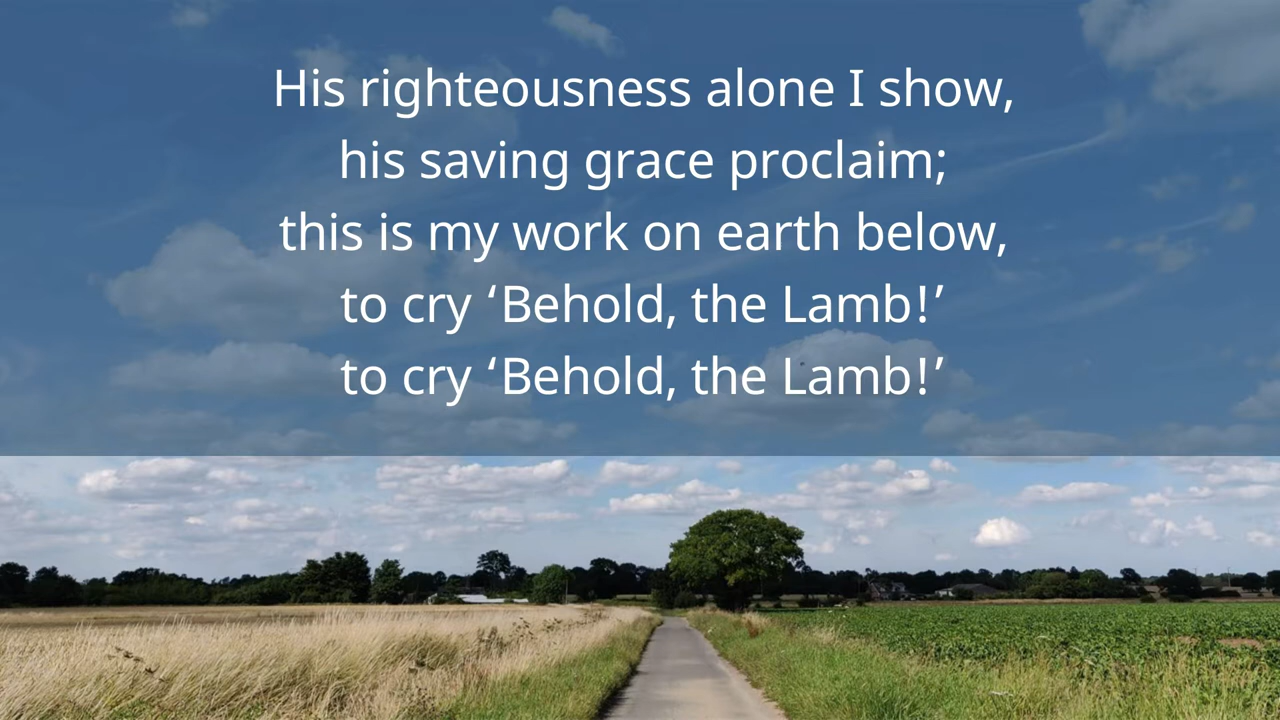 His righteousness alone I show,
his saving grace proclaim;
this is my work on earth below,
to cry ‘Behold, the Lamb!’
to cry ‘Behold, the Lamb!’